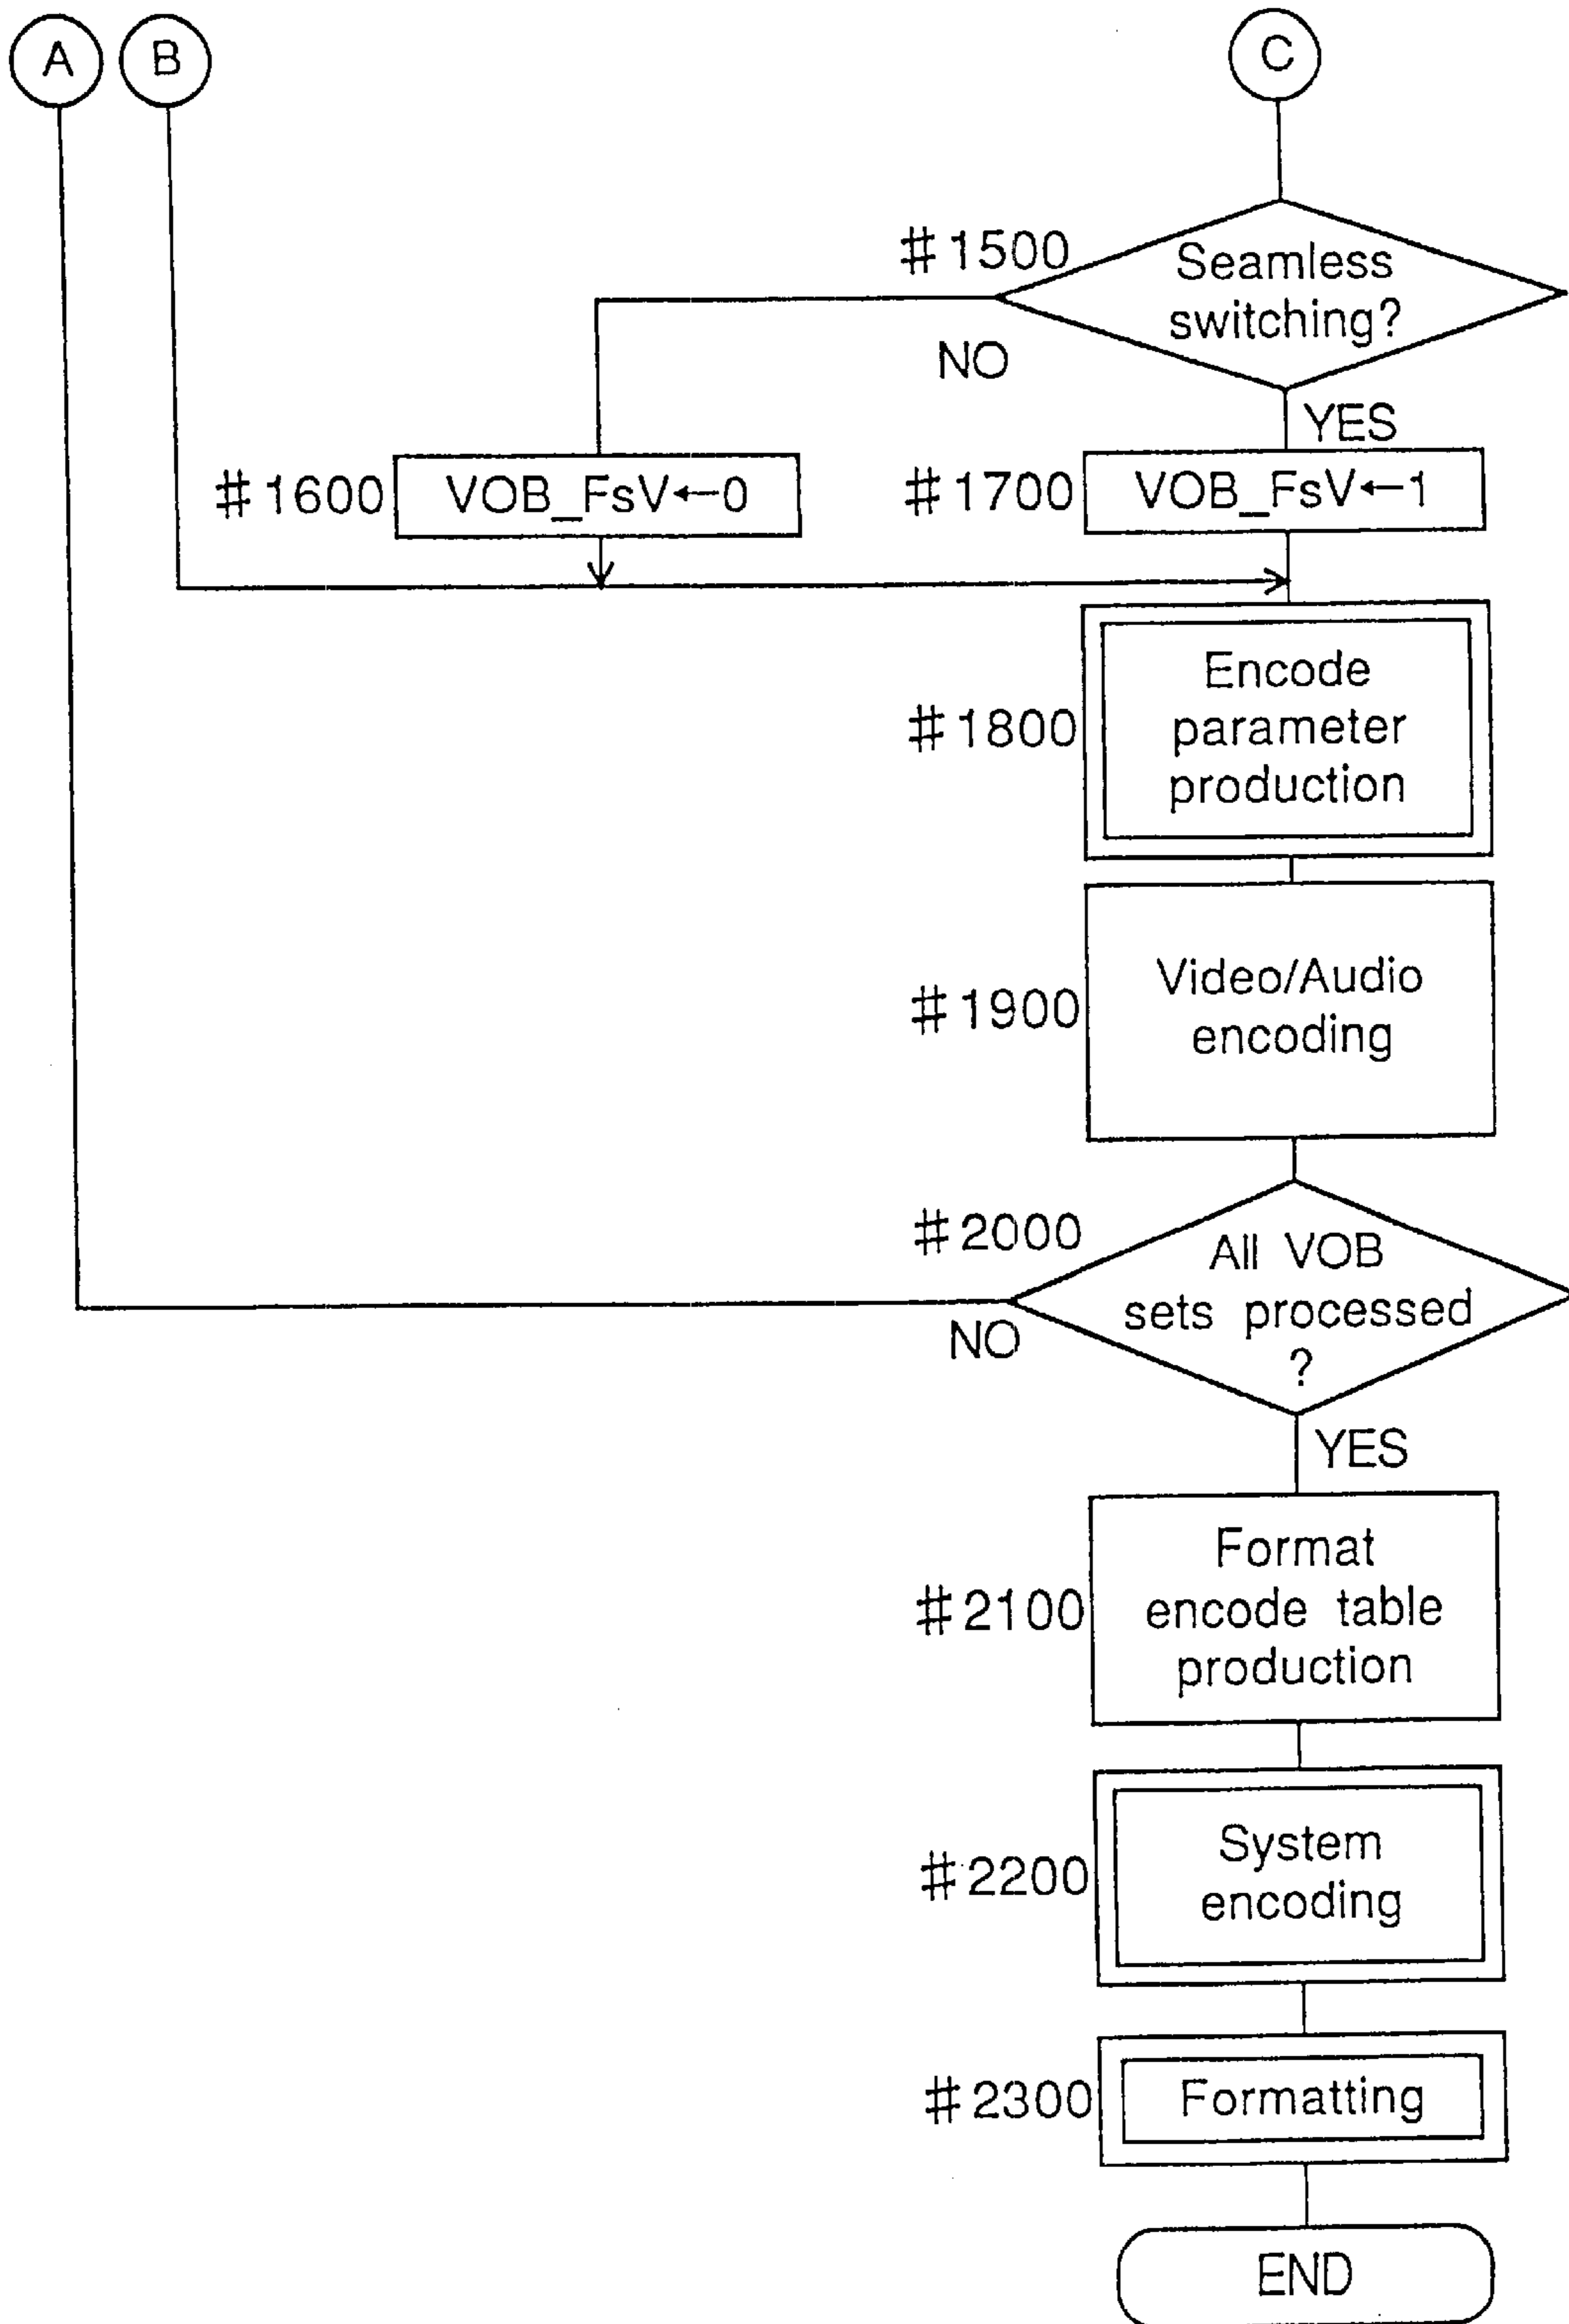 A B C
#1500
Seamless
switching?
NO
YES
#1600
VOB_FsV←0
#1700
VOB_FsV←1
#1800
Encode
parameter
production
#1900
Video/Audio
encoding
#2000
All VOB
sets processed
?
NO
YES
#2100
Format
encode table
production
#2200
System
encoding
#2300
Formatting
END